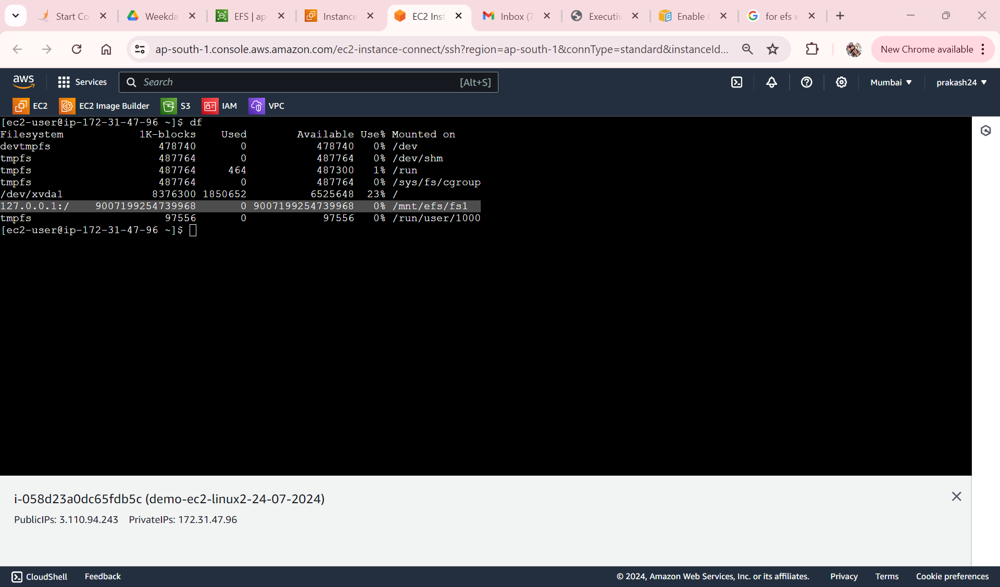 Start Co
Weekda
EFS | ap-
Instance
EC2 Inst
Inbox (7
Executiv
Enable C
for efs w
ap-south-1.console.aws.amazon.com/ec2-instance-connect/ssh?region=ap-south-1&connType=standard&instanceId...
New Chrome available
aws
Services
Search
[Alt+S]
Mumbai
prakash24
EC2
EC2 Image Builder
S3
IAM
VPC
[ec2-user@ip-172-31-47-96 ~]$ df
Filesystem 1K-blocks Used Available Use% Mounted on
devtmpfs 478740 0 478740 0% /dev
tmpfs 487764 0 487764 0% /dev/shm
tmpfs 487764 464 487300 1% /run
tmpfs 487764 0 487764 0% /sys/fs/cgroup
/dev/xvda1 8376300 1850652 6525648 23% /
127.0.0.1:/ 9007199254739968 0 9007199254739968 0% /mnt/efs/fs1
tmpfs 97556 0 97556 0% /run/user/1000
[ec2-user@ip-172-31-47-96 ~]$
i-058d23a0dc65fdb5c (demo-ec2-linux2-24-07-2024)
PublicIPs: 3.110.94.243 PrivateIPs: 172.31.47.96
CloudShell
Feedback
© 2024, Amazon Web Services, Inc. or its affiliates.
Privacy
Terms
Cookie preferences